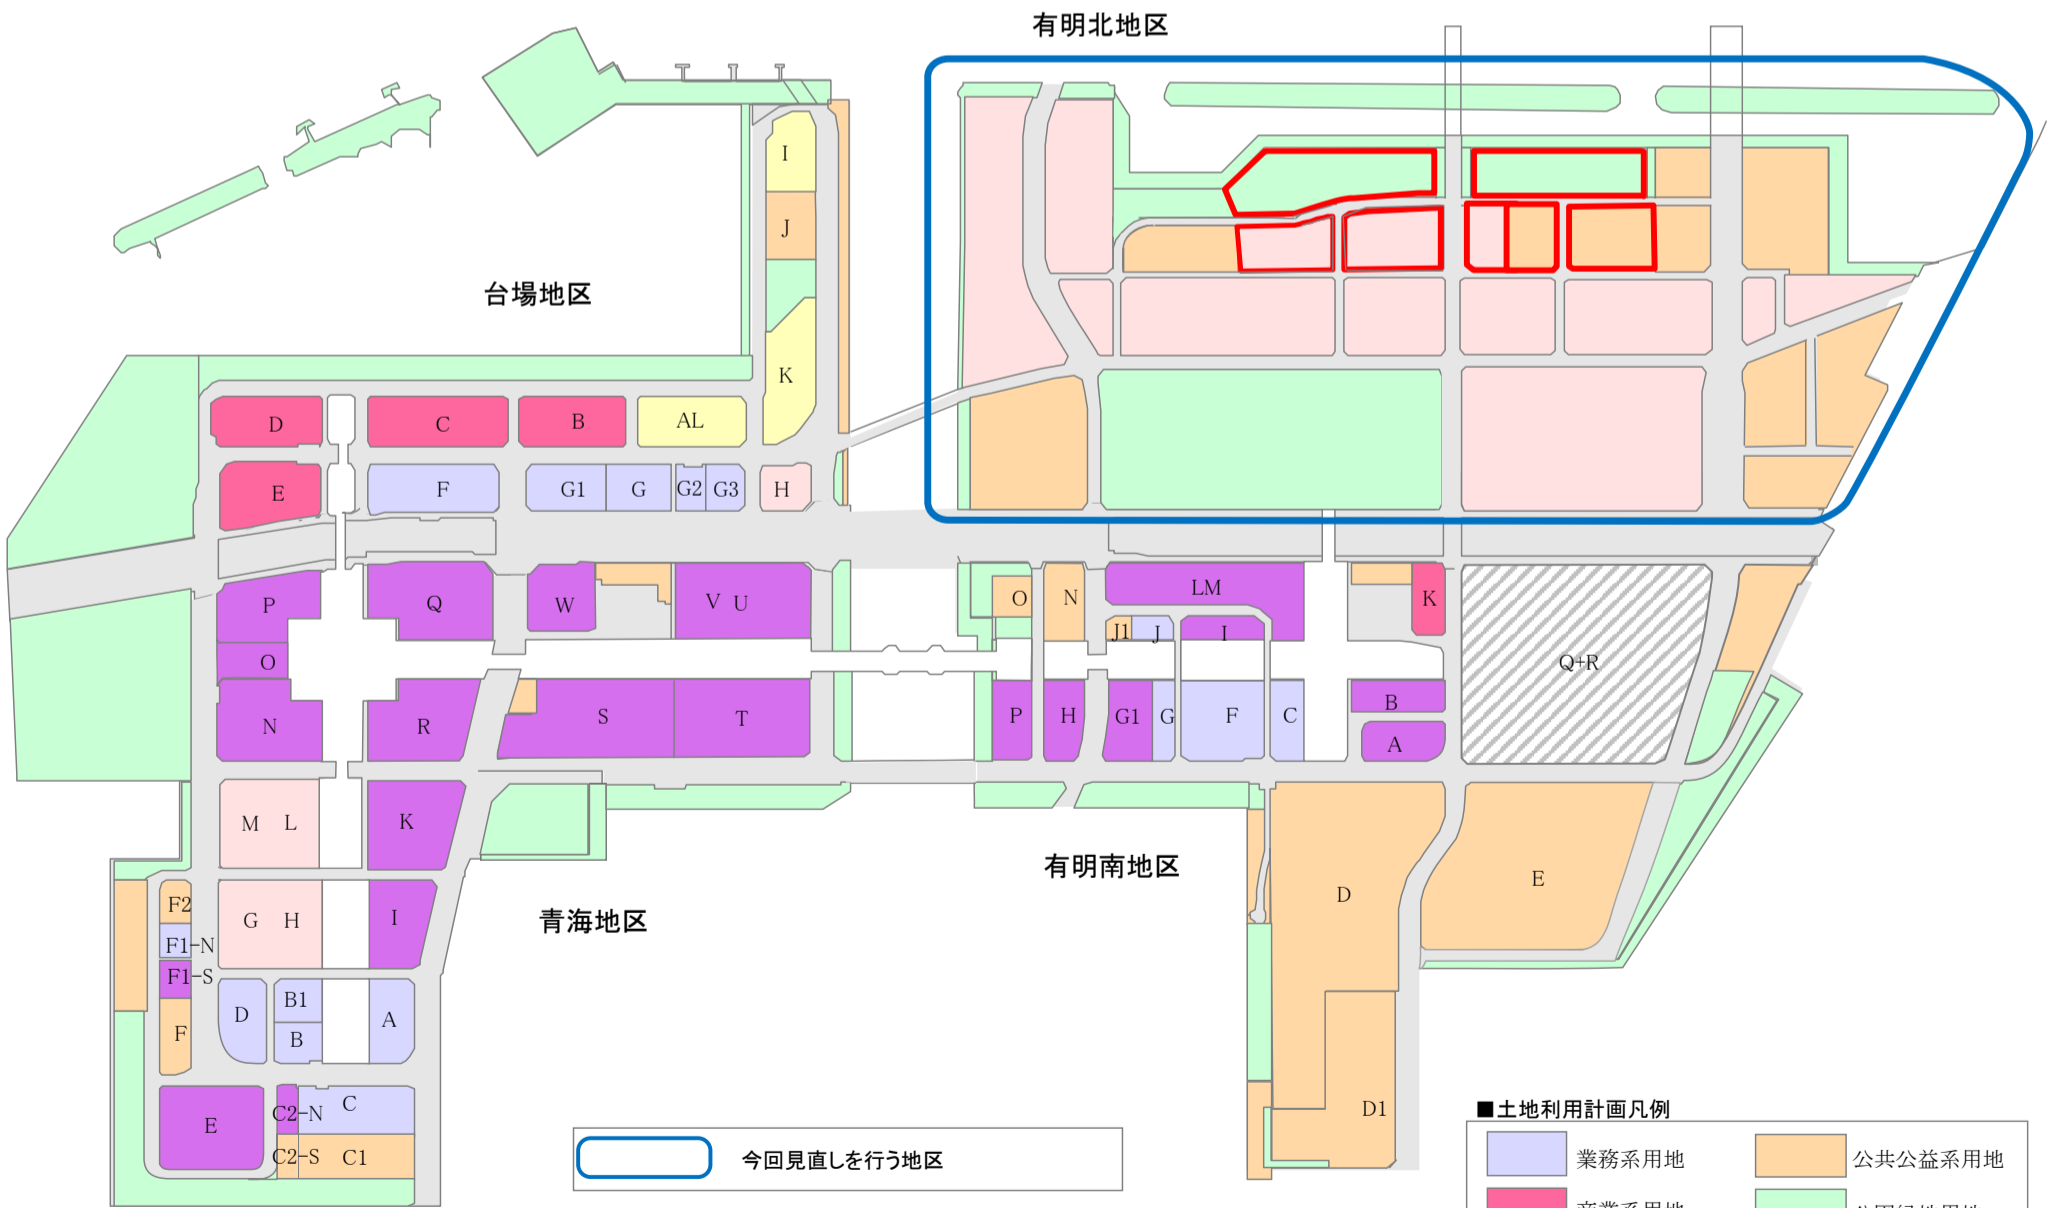 有明北地区
I
J
台場地区
K
D
C
B
AL
E
F
G1
G
G2
G3
H
P
Q
W
V
U
O
N
LM
K
J1
J
I
O
Q+R
N
R
S
T
P
H
G1
G
F
C
B
A
M
L
K
有明南地区
D
E
F2
G
H
I
青海地区
F1-N
F1-S
D
B1
A
F
B
C2-N
C
E
D1
C2-S
C1
■土地利用計画凡例
今回見直しを行う地区
業務系用地
公共公益系用地